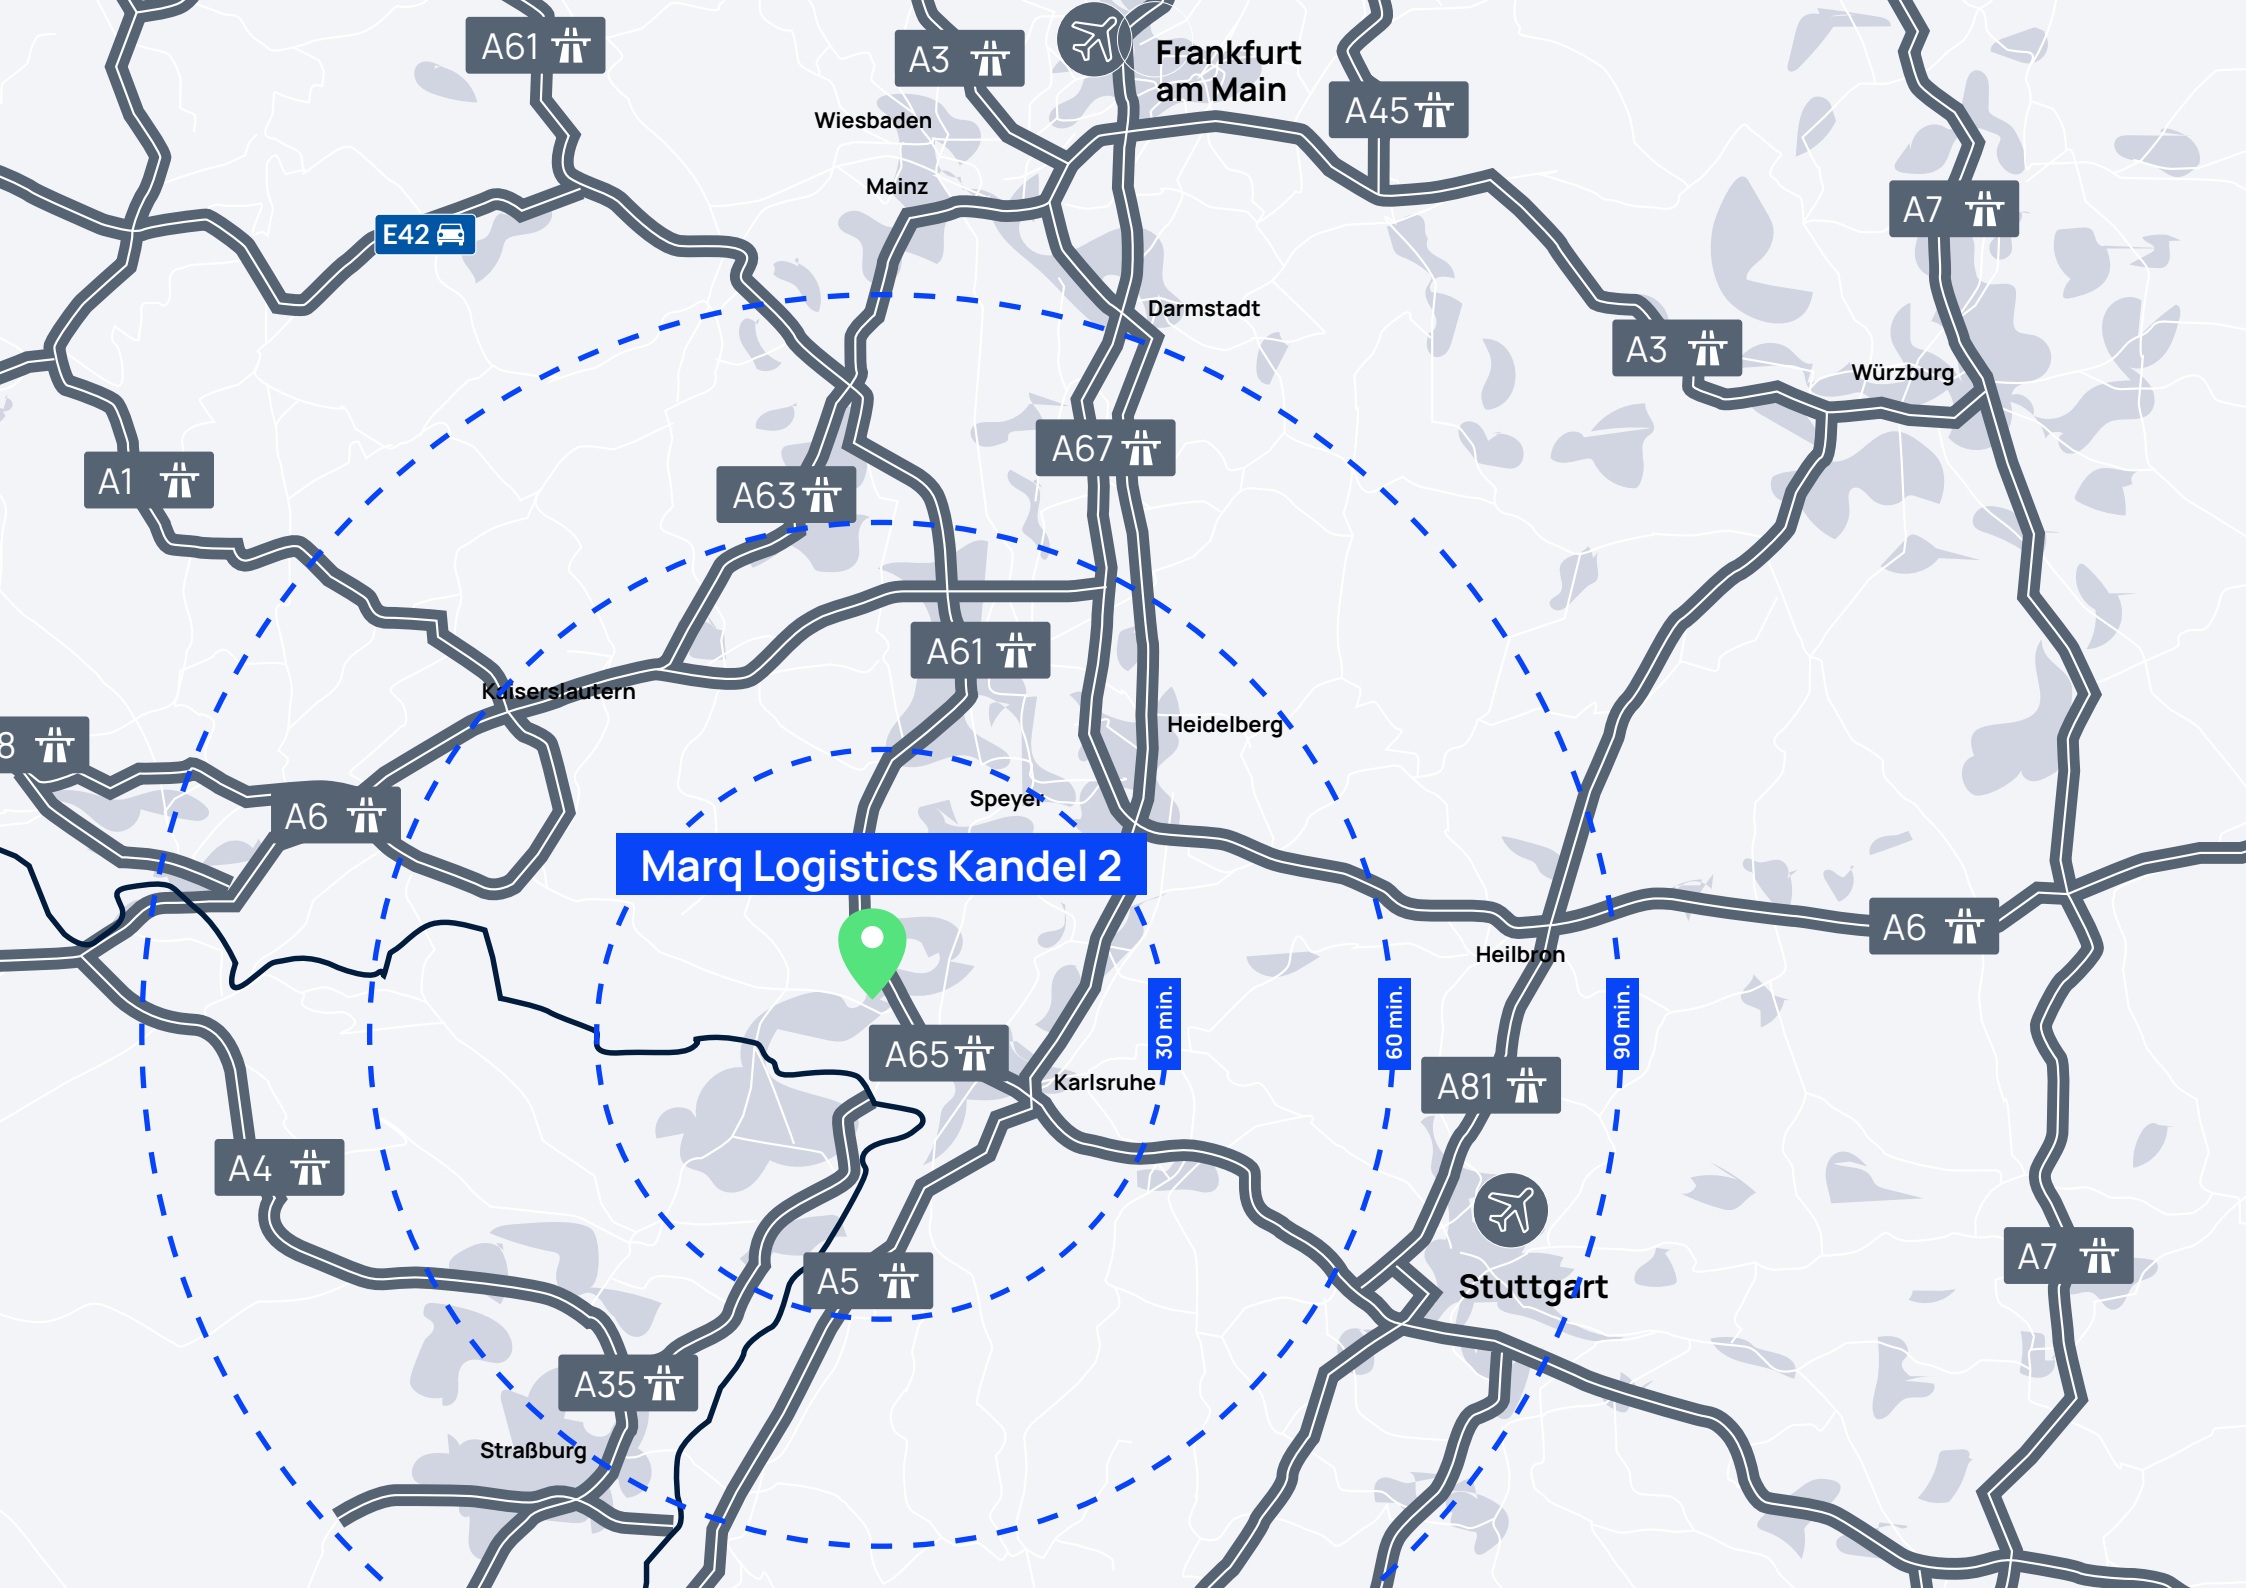 A61
A3
Frankfurt
am Main
A45
Wiesbaden
Mainz
A7
E42
Darmstadt
A3
Würzburg
A67
A1
A63
A61
Kaiserslautern
Heidelberg
8
Speyer
A6
Marq Logistics Kandel 2
A6
Heilbron
30 min.
60 min.
90 min.
A65
Karlsruhe
A81
A4
A7
A5
Stuttgart
A35
Straßburg